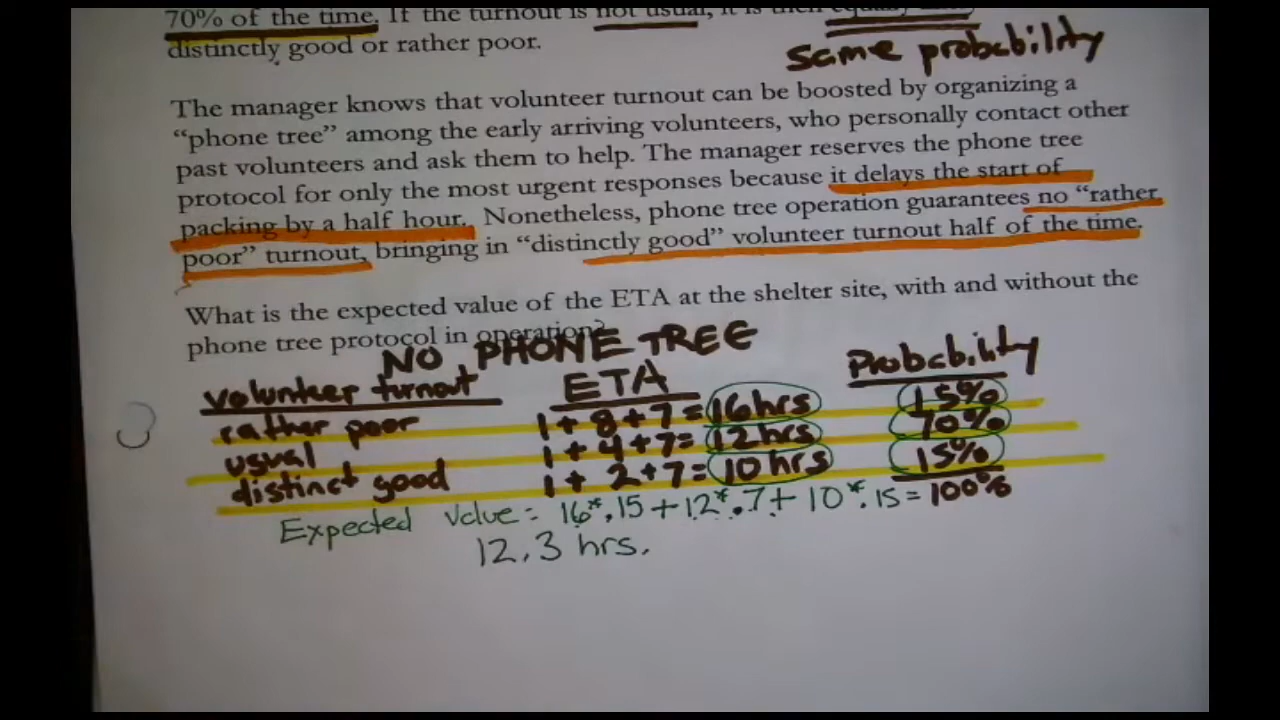 70% of the time. If the turnout is not usual, it is then equally
distinctly good or rather poor.
same probability
The manager knows that volunteer turnout can be boosted by organizing a
“phone tree” among the early arriving volunteers, who personally contact other
past volunteers and ask them to help. The manager reserves the phone tree
protocol for only the most urgent responses because it delays the start of
packing by a half hour. Nonetheless, phone tree operation guarantees no “rather
poor” turnout, bringing in “distinctly good” volunteer turnout half of the time.
What is the expected value of the ETA at the shelter site, with and without the
phone tree protocol in operation?
NO PHONE TREE
volunteer turnout ETA Probability
rather poor 1+8+7=16hrs 15%
usual 1+4+7=12hrs 70%
distinct good 1+2+7=10hrs 15%
100%
Expected Value: 16*.15+12*.7+10*.15=
12.3 hrs.